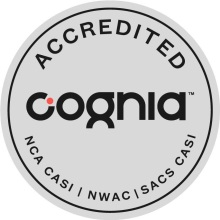 ACCREDITED
cognia™
NCA CASI | NWAC | SACS CASI